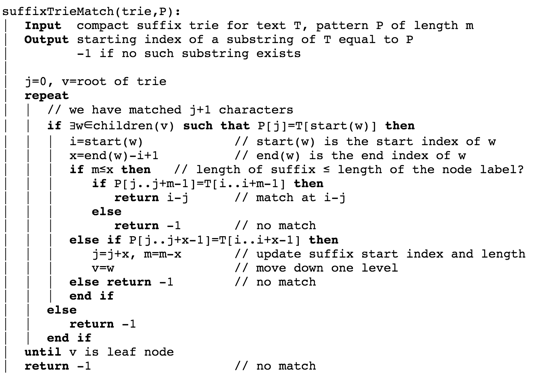 suffixTrieMatch(trie,P):
| Input compact suffix trie for text T, pattern P of length m
| Output starting index of a substring of T equal to P
| -1 if no such substring exists
|
| j=0, v=root of trie
| repeat
| | // we have matched j+1 characters
| | if ∃w∈children(v) such that P[j]=T[start(w)] then
| | | i=start(w) // start(w) is the start index of w
| | | x=end(w)-i+1 // end(w) is the end index of w
| | | if m≤x then // length of suffix ≤ length of the node label?
| | | if P[j..j+m-1]=T[i..i+m-1] then
| | | return i-j // match at i-j
| | | else
| | | return -1 // no match
| | | else if P[j..j+x-1]=T[i..i+x-1] then
| | | j=j+x, m=m-x // update suffix start index and length
| | | v=w // move down one level
| | | else return -1 // no match
| | | end if
| | else
| | return -1
| | end if
| until v is leaf node
| return -1 // no match